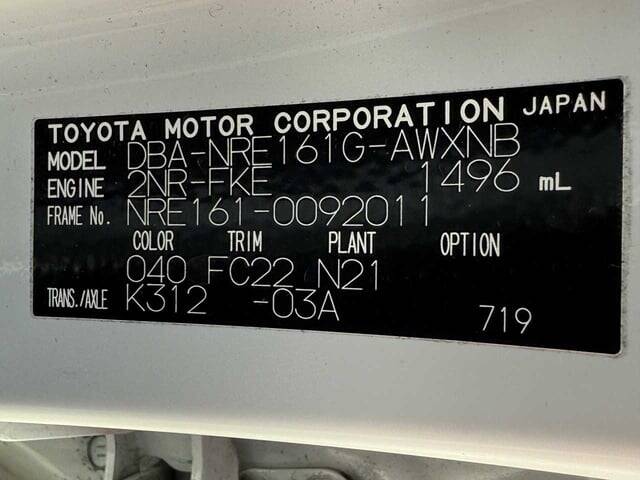 TOYOTA MOTOR CORPORATION JAPAN
MODEL DBA-NRE161G-AWXNB
ENGINE 2NR-FKE 1496 mL
FRAME No. NRE161-0092011
COLOR TRIM PLANT OPTION
040 FC22 N21
TRANS./AXLE K312 -03A
719